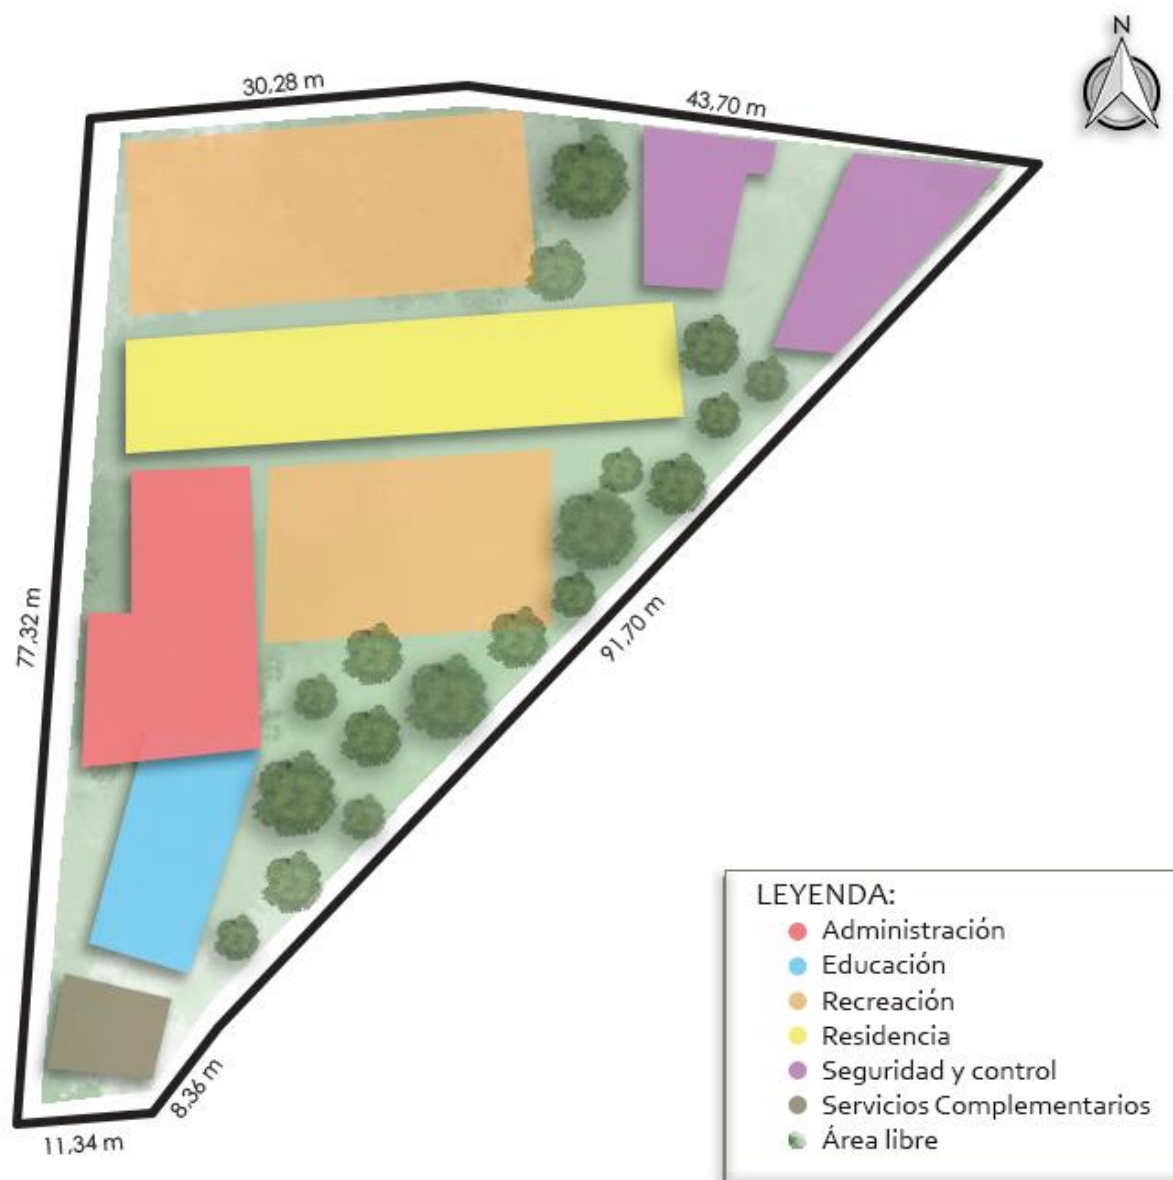 N
30,28 m
43,70 m
77,32 m
91,70 m
8,36 m
11,34 m
LEYENDA:
Administración
Educación
Recreación
Residencia
Seguridad y control
Servicios Complementarios
Área libre